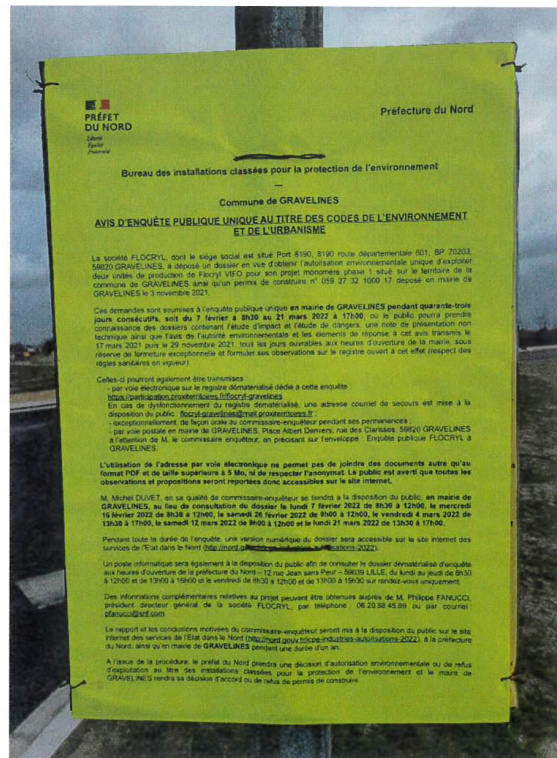 PRÉFET
DU NORD
Liberté
Égalité
Fraternité
Préfecture du Nord
Bureau des installations classées pour la protection de l'environnement
Commune de GRAVELINES
AVIS D'ENQUÊTE PUBLIQUE UNIQUE AU TITRE DES CODES DE L'ENVIRONNEMENT
ET DE L'URBANISME
La société FLOCRYL, dont le siège social est situé Port 8190, 8190 route départementale 601, BP 70203,
59820 GRAVELINES, a déposé un dossier en vue d'obtenir l'autorisation environnementale unique d'exploiter
deux unités de production de Flocryl VIFO pour son projet monomère phase 1 situé sur le territoire de la
commune de GRAVELINES ainsi qu'un permis de construire n° 059 27 32 1000 17 déposé en mairie de
GRAVELINES le 3 novembre 2021.
Ces demandes sont soumises à l'enquête publique unique en mairie de GRAVELINES pendant quarante-trois
jours consécutifs, soit du 7 février à 8h30 au 21 mars 2022 à 17h00, où le public pourra prendre
connaissance des dossiers contenant l'étude d'impact et l'étude de dangers, une note de présentation non
technique ainsi que l'avis de l'autorité environnementale et les éléments de réponse à cet avis transmis le
17 mars 2021 puis le 29 novembre 2021, tout les jours ouvrables aux heures d'ouverture de la mairie, sous
réserve de fermeture exceptionnelle et formuler ses observations sur le registre ouvert à cet effet (respect des
règles sanitaires en vigueur).
Celles-ci pourront également être transmises :
- par voie électronique sur le registre dématérialisé dédié à cette enquête :
https://participation.proxiterritoires.fr/flocryl-gravelines
En cas de dysfonctionnement du registre dématérialisé, une adresse courriel de secours est mise à la
disposition du public : flocryl-gravelines@mail.proxiterritoires.fr ;
- exceptionnellement, de façon orale au commissaire-enquêteur pendant ses permanences ;
- par voie postale en mairie de GRAVELINES, Place Albert Denvers, rue des Clarisses, 59820 GRAVELINES
à l'attention de M. le commissaire enquêteur, en précisant sur l'enveloppe : Enquête publique FLOCRYL à
GRAVELINES.
L'utilisation de l'adresse par voie électronique ne permet pas de joindre des documents autre qu'au
format PDF et de taille supérieure à 5 Mo, ni de respecter l'anonymat. Le public est averti que toutes les
observations et propositions seront reportées donc accessibles sur le site internet.
M. Michel DUVET, en sa qualité de commissaire-enquêteur se tiendra à la disposition du public, en mairie de
GRAVELINES, au lieu de consultation du dossier le lundi 7 février 2022 de 8h30 à 12h00, le mercredi
16 février 2022 de 8h30 à 12h00, le samedi 26 février 2022 de 9h00 à 12h00, le vendredi 4 mars 2022 de
13h30 à 17h00, le samedi 12 mars 2022 de 9h00 à 12h00 et le lundi 21 mars 2022 de 13h30 à 17h00.
Pendant toute la durée de l'enquête, une version numérique du dossier sera accessible sur le site internet des
services de l'Etat dans le Nord
Un poste informatique sera également à la disposition du public afin de consulter le dossier dématérialisé d'enquête
aux heures d'ouverture de la préfecture du Nord – 12 rue Jean sans Peur – 59039 LILLE, du lundi au jeudi de 8h30
à 12h00 et de 13h00 à 16h00 et le vendredi de 8h30 à 12h00 et de 13h00 à 15h30 sur rendez-vous uniquement.
Des informations complémentaires relatives au projet peuvent être obtenues auprès de M. Philippe FANUCCI,
président directeur général de la société FLOCRYL, par téléphone : 06.20.58.45.89 ou par courriel :
pfanucci@snf.com.
Le rapport et les conclusions motivées du commissaire-enquêteur seront mis à la disposition du public sur le site
internet des services de l'Etat dans le Nord (http://nord.gouv.fr/icpe-industries-autorisations-2022), à la préfecture
du Nord, ainsi qu'en mairie de GRAVELINES pendant une durée d'un an.
A l'issue de la procédure, le préfet du Nord prendra une décision d'autorisation environnementale ou de refus
d'exploitation au titre des installations classées pour la protection de l'environnement et le maire de
GRAVELINES rendra sa décision d'accord ou de refus de permis de construire.